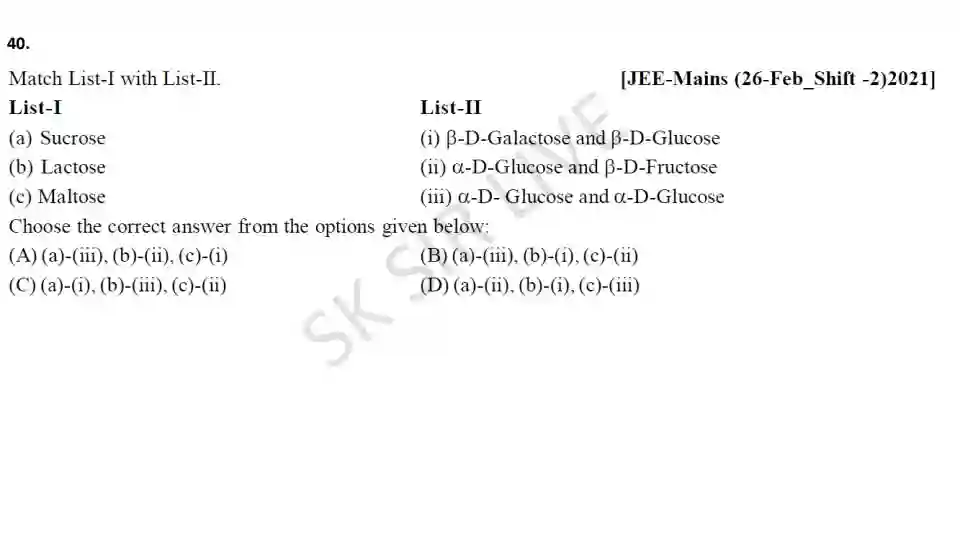 40.
Match List-I with List-II. [JEE-Mains (26-Feb_Shift -2)2021]
List-I List-II
(a) Sucrose (i) β-D-Galactose and β-D-Glucose
(b) Lactose (ii) α-D-Glucose and β-D-Fructose
(c) Maltose (iii) α-D- Glucose and α-D-Glucose
Choose the correct answer from the options given below:
(A) (a)-(iii), (b)-(ii), (c)-(i) (B) (a)-(iii), (b)-(i), (c)-(ii)
(C) (a)-(i), (b)-(iii), (c)-(ii) (D) (a)-(ii), (b)-(i), (c)-(iii)
SK SIR LIVE